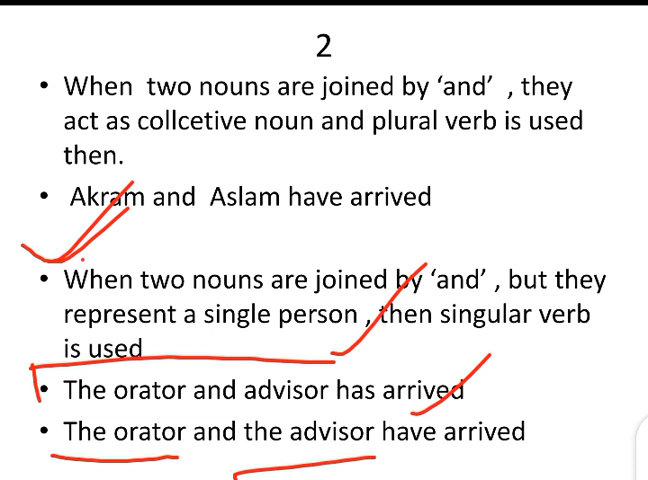 2
• When two nouns are joined by ‘and’ , they
act as collcetive noun and plural verb is used
then.
• Akram and Aslam have arrived
• When two nouns are joined by ‘and’ , but they
represent a single person , then singular verb
is used
• The orator and advisor has arrived
• The orator and the advisor have arrived